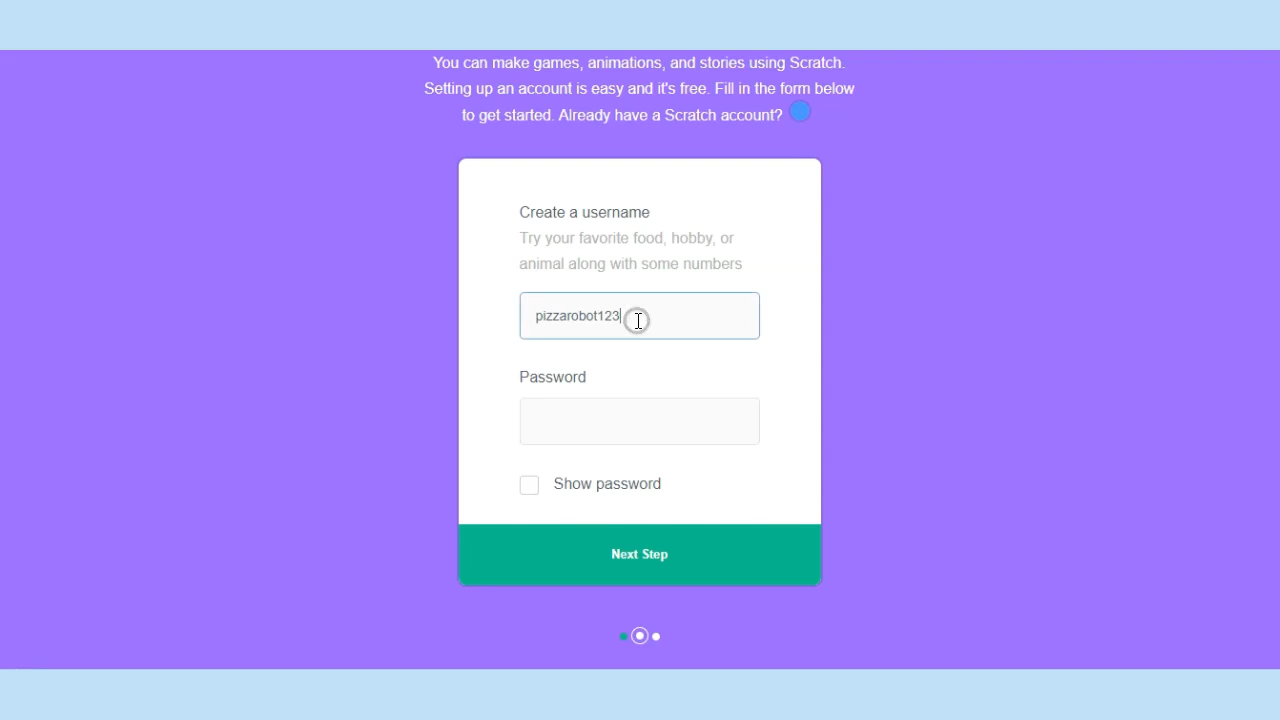 You can make games, animations, and stories using Scratch.
Setting up an account is easy and it's free. Fill in the form below
to get started. Already have a Scratch account?
Create a username
Try your favorite food, hobby, or
animal along with some numbers
pizzarobot123
Password
Show password
Next Step